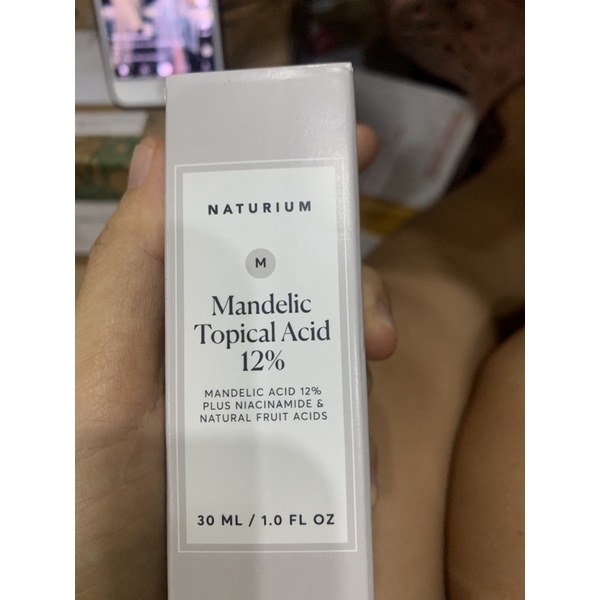 NATURIUM
M
Mandelic
Topical Acid
12%
MANDELIC ACID 12%
PLUS NIACINAMIDE &
NATURAL FRUIT ACIDS
30 ML / 1.0 FL OZ